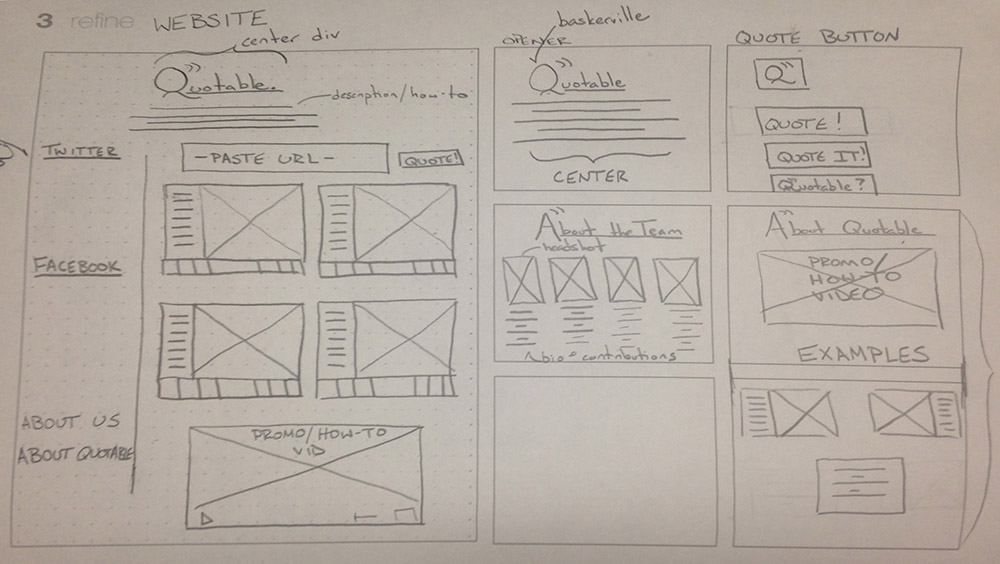 3 refine WEBSITE
center div
Quotable.
description/how-to
TWITTER
-PASTE URL-
QUOTE!
FACEBOOK
ABOUT US
ABOUT QUOTABLE
PROMO/HOW-TO
VID
baskerville
OPENER
Quotable
CENTER
About the Team
headshot
bio + contributions
QUOTE BUTTON
Q"
QUOTE!
QUOTE IT!
Quotable?
About Quotable
PROMO/
HOW-TO
VIDEO
EXAMPLES